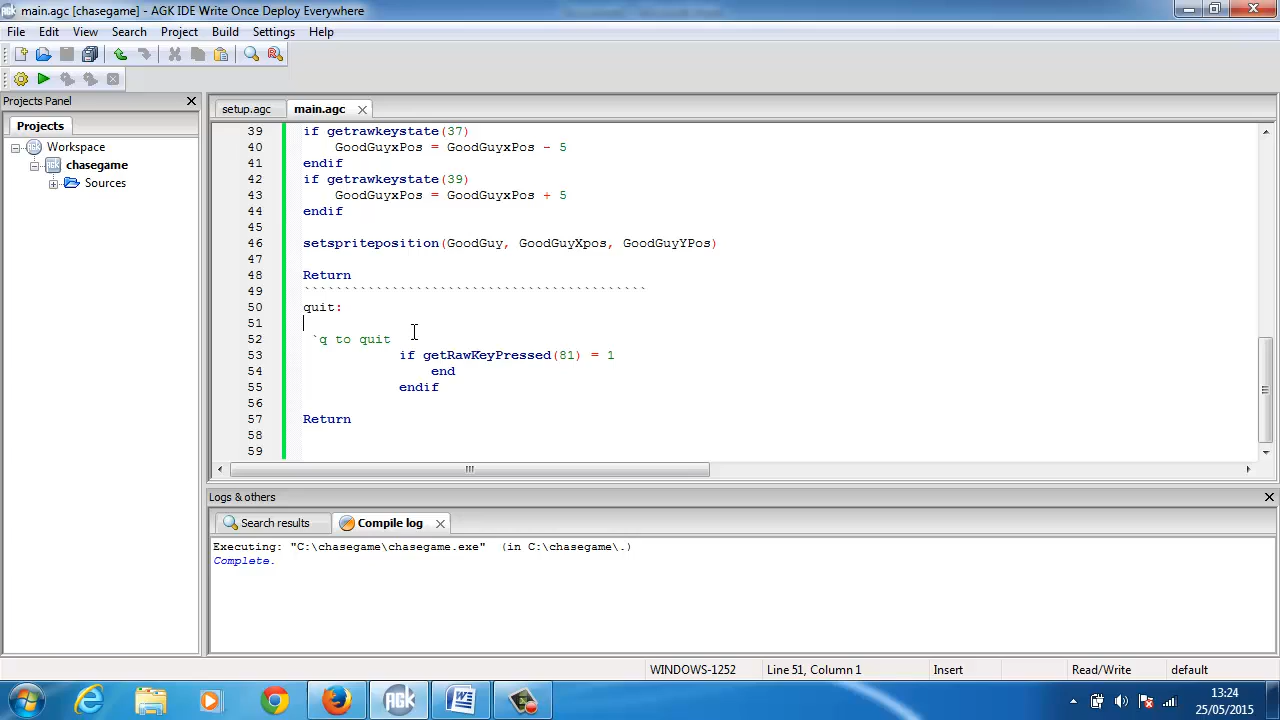 main.agc [chasegame] - AGK IDE Write Once Deploy Everywhere
File Edit View Search Project Build Settings Help
Projects Panel
Projects
Workspace
chasegame
Sources
setup.agc main.agc
39 if getrawkeystate(37)
40 GoodGuyxPos = GoodGuyxPos - 5
41 endif
42 if getrawkeystate(39)
43 GoodGuyxPos = GoodGuyxPos + 5
44 endif
45
46 setspriteposition(GoodGuy, GoodGuyXpos, GoodGuyYPos)
47
48 Return
49 ```````````````````````````````````````````
50 quit:
51
52 `q to quit
53 if getRawKeyPressed(81) = 1
54 end
55 endif
56
57 Return
58
59
Logs & others
Search results Compile log
Executing: "C:\chasegame\chasegame.exe" (in C:\chasegame\.)
Complete.
WINDOWS-1252 Line 51, Column 1 Insert Read/Write default
AGK
13:24
25/05/2015